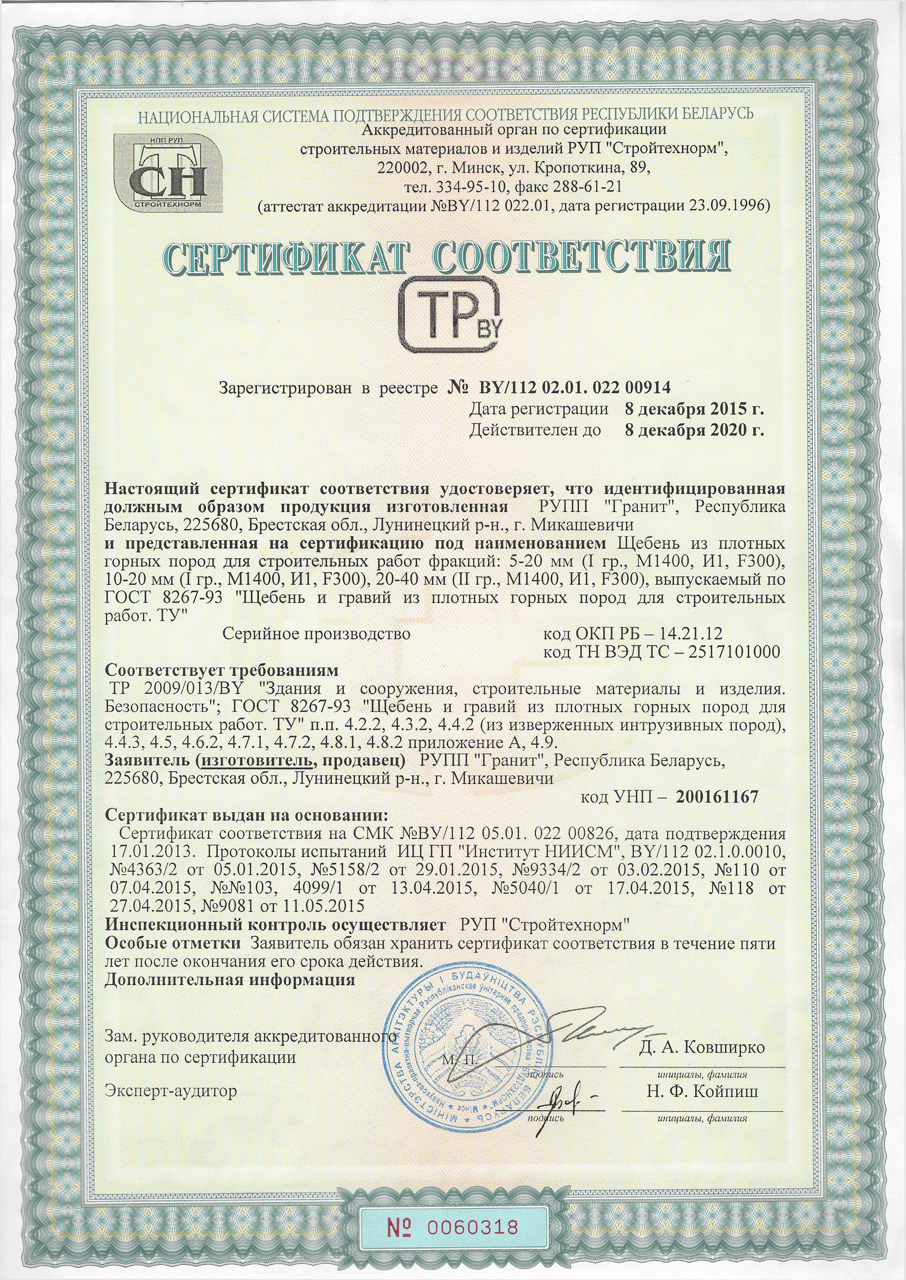 НАЦИОНАЛЬНАЯ СИСТЕМА ПОДТВЕРЖДЕНИЯ СООТВЕТСТВИЯ РЕСПУБЛИКИ БЕЛАРУСЬ
НПП РУП
СН
СТРОЙТЕХНОРМ
Аккредитованный орган по сертификации
строительных материалов и изделий РУП "Стройтехнорм",
220002, г. Минск, ул. Кропоткина, 89,
тел. 334-95-10, факс 288-61-21
(аттестат аккредитации №BY/112 022.01, дата регистрации 23.09.1996)
СЕРТИФИКАТ СООТВЕТСТВИЯ
ТР BY
Зарегистрирован в реестре № BY/112 02.01. 022 00914
Дата регистрации 8 декабря 2015 г.
Действителен до 8 декабря 2020 г.
Настоящий сертификат соответствия удостоверяет, что идентифицированная
должным образом продукция изготовленная РУПП "Гранит", Республика
Беларусь, 225680, Брестская обл., Лунинецкий р-н., г. Микашевичи
и представленная на сертификацию под наименованием Щебень из плотных
горных пород для строительных работ фракций: 5-20 мм (I гр., М1400, И1, F300),
10-20 мм (I гр., М1400, И1, F300), 20-40 мм (II гр., М1400, И1, F300), выпускаемый по
ГОСТ 8267-93 "Щебень и гравий из плотных горных пород для строительных
работ. ТУ"
Серийное производство код ОКП РБ – 14.21.12
код ТН ВЭД ТС – 2517101000
Соответствует требованиям
ТР 2009/013/BY "Здания и сооружения, строительные материалы и изделия.
Безопасность"; ГОСТ 8267-93 "Щебень и гравий из плотных горных пород для
строительных работ. ТУ" п.п. 4.2.2, 4.3.2, 4.4.2 (из изверженных интрузивных пород),
4.4.3, 4.5, 4.6.2, 4.7.1, 4.7.2, 4.8.1, 4.8.2 приложение А, 4.9.
Заявитель (изготовитель, продавец) РУПП "Гранит", Республика Беларусь,
225680, Брестская обл., Лунинецкий р-н., г. Микашевичи
код УНП – 200161167
Сертификат выдан на основании:
Сертификат соответствия на СМК №BY/112 05.01. 022 00826, дата подтверждения
17.01.2013. Протоколы испытаний ИЦ ГП "Институт НИИСМ", BY/112 02.1.0.0010,
№4363/2 от 05.01.2015, №5158/2 от 29.01.2015, №9334/2 от 03.02.2015, №110 от
07.04.2015, №№103, 4099/1 от 13.04.2015, №5040/1 от 17.04.2015, №118 от
27.04.2015, №9081 от 11.05.2015
Инспекционный контроль осуществляет РУП "Стройтехнорм"
Особые отметки Заявитель обязан хранить сертификат соответствия в течение пяти
лет после окончания его срока действия.
Дополнительная информация
МІНІСТЭРСТВА АРХІТЭКТУРЫ І БУДАЎНІЦТВА РЭСПУБЛІКІ БЕЛАРУСЬ
Зам. руководителя аккредитованного
органа по сертификации
М. П.
Д. А. Ковширко
подпись инициалы, фамилия
Эксперт-аудитор Н. Ф. Койпиш
подпись инициалы, фамилия
№ 0060318